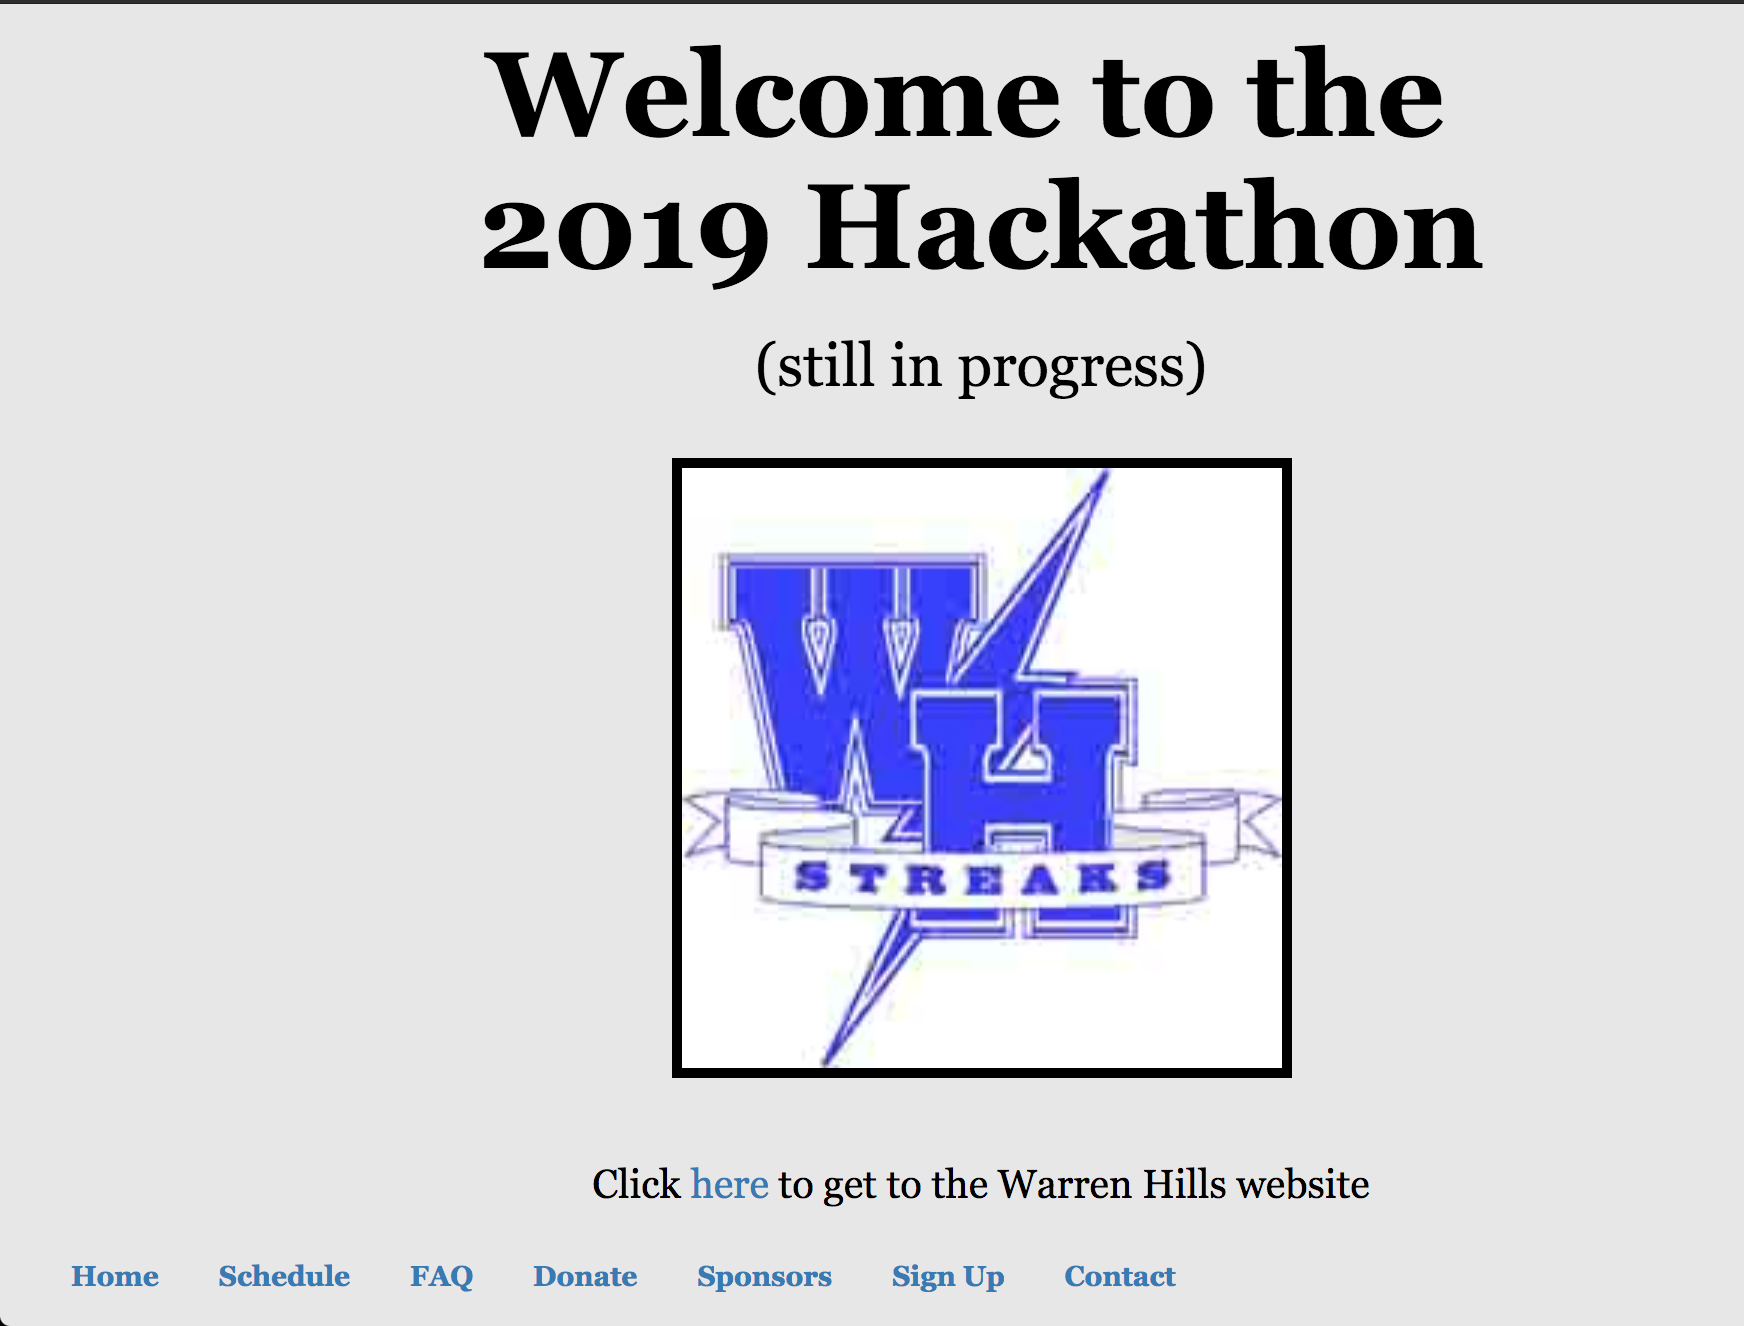 Welcome to the
2019 Hackathon
(still in progress)
WH
STREAKS
Click here to get to the Warren Hills website
Home Schedule FAQ Donate Sponsors Sign Up Contact